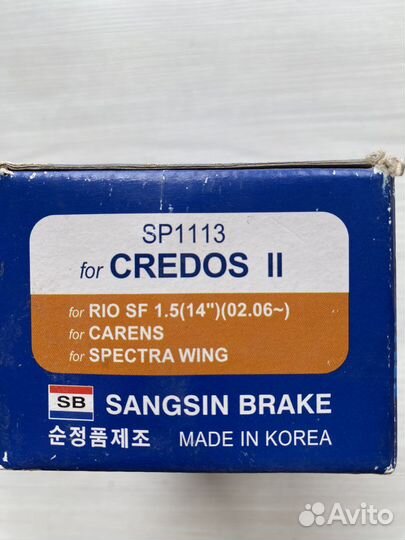 SP1113
for CREDOS II
for RIO SF 1.5(14")(02.06~)
for CARENS
for SPECTRA WING
SB SANGSIN BRAKE
순정품제조 MADE IN KOREA
Avito